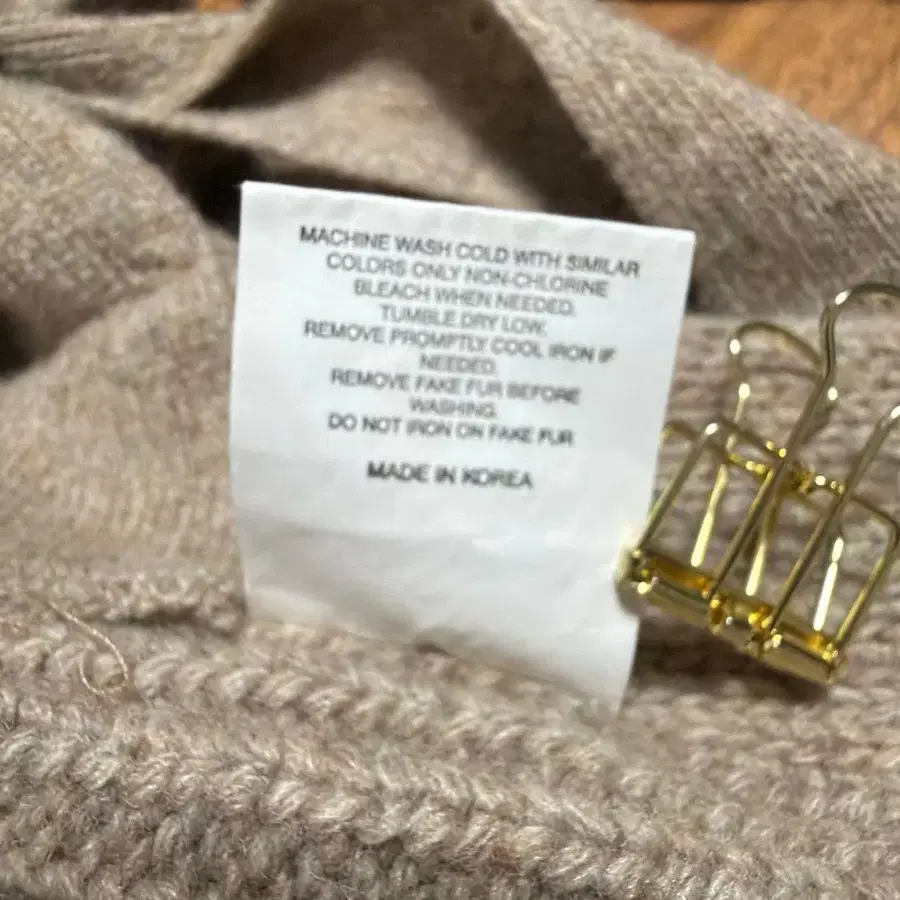 MACHINE WASH COLD WITH SIMILAR
COLORS ONLY NON-CHLORINE
BLEACH WHEN NEEDED.
TUMBLE DRY LOW.
REMOVE PROMPTLY COOL IRON IF
NEEDED.
REMOVE FAKE FUR BEFORE
WASHING.
DO NOT IRON ON FAKE FUR
MADE IN KOREA